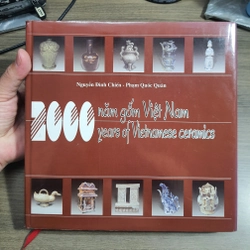 Nguyễn Đình Chiến - Phạm Quốc Quân
2000 năm gốm Việt Nam
years of Vietnamese ceramics